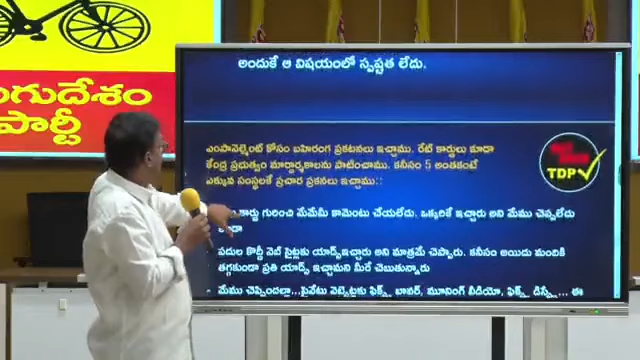 తెలుగుదేశం
పార్టీ
అందుకే ఆ విషయంలో స్పష్టత లేదు.
ఎంపానెల్మెంట్ కోసం బహిరంగ ప్రకటనలు ఇచ్చాము. రేట్ కార్డులు కూడా
కేంద్ర ప్రభుత్వం మార్గదర్శకాలను పాటించాము. కనీసం 5 అంతకంటే
ఎక్కువ సంస్థలకే ప్రచార ప్రకటనలు ఇచ్చాము::
TDP
కార్డు గురించి మేమేమీ కామెంటు చేయలేదు. ఒక్కరికే ఇచ్చారు అని మేము చెప్పలేదు
పదుల కొద్దీ వెబ్ సైట్లకు యాడ్స్ఇచ్చారు అని మాత్రమే చెప్పారు. కనీసం అయిదు మందికి
తగ్గకుండా ప్రతి యాడ్స్ ఇచ్చామని మీరే చెబుతున్నారు
మేము చెప్పిందల్లా...పైవేటు వెబ్సైట్లకు ఫిక్స్డ్ బానర్, మూవింగ్ వీడియో, ఫిక్స్డ్ డిస్ప్లే... ఈ